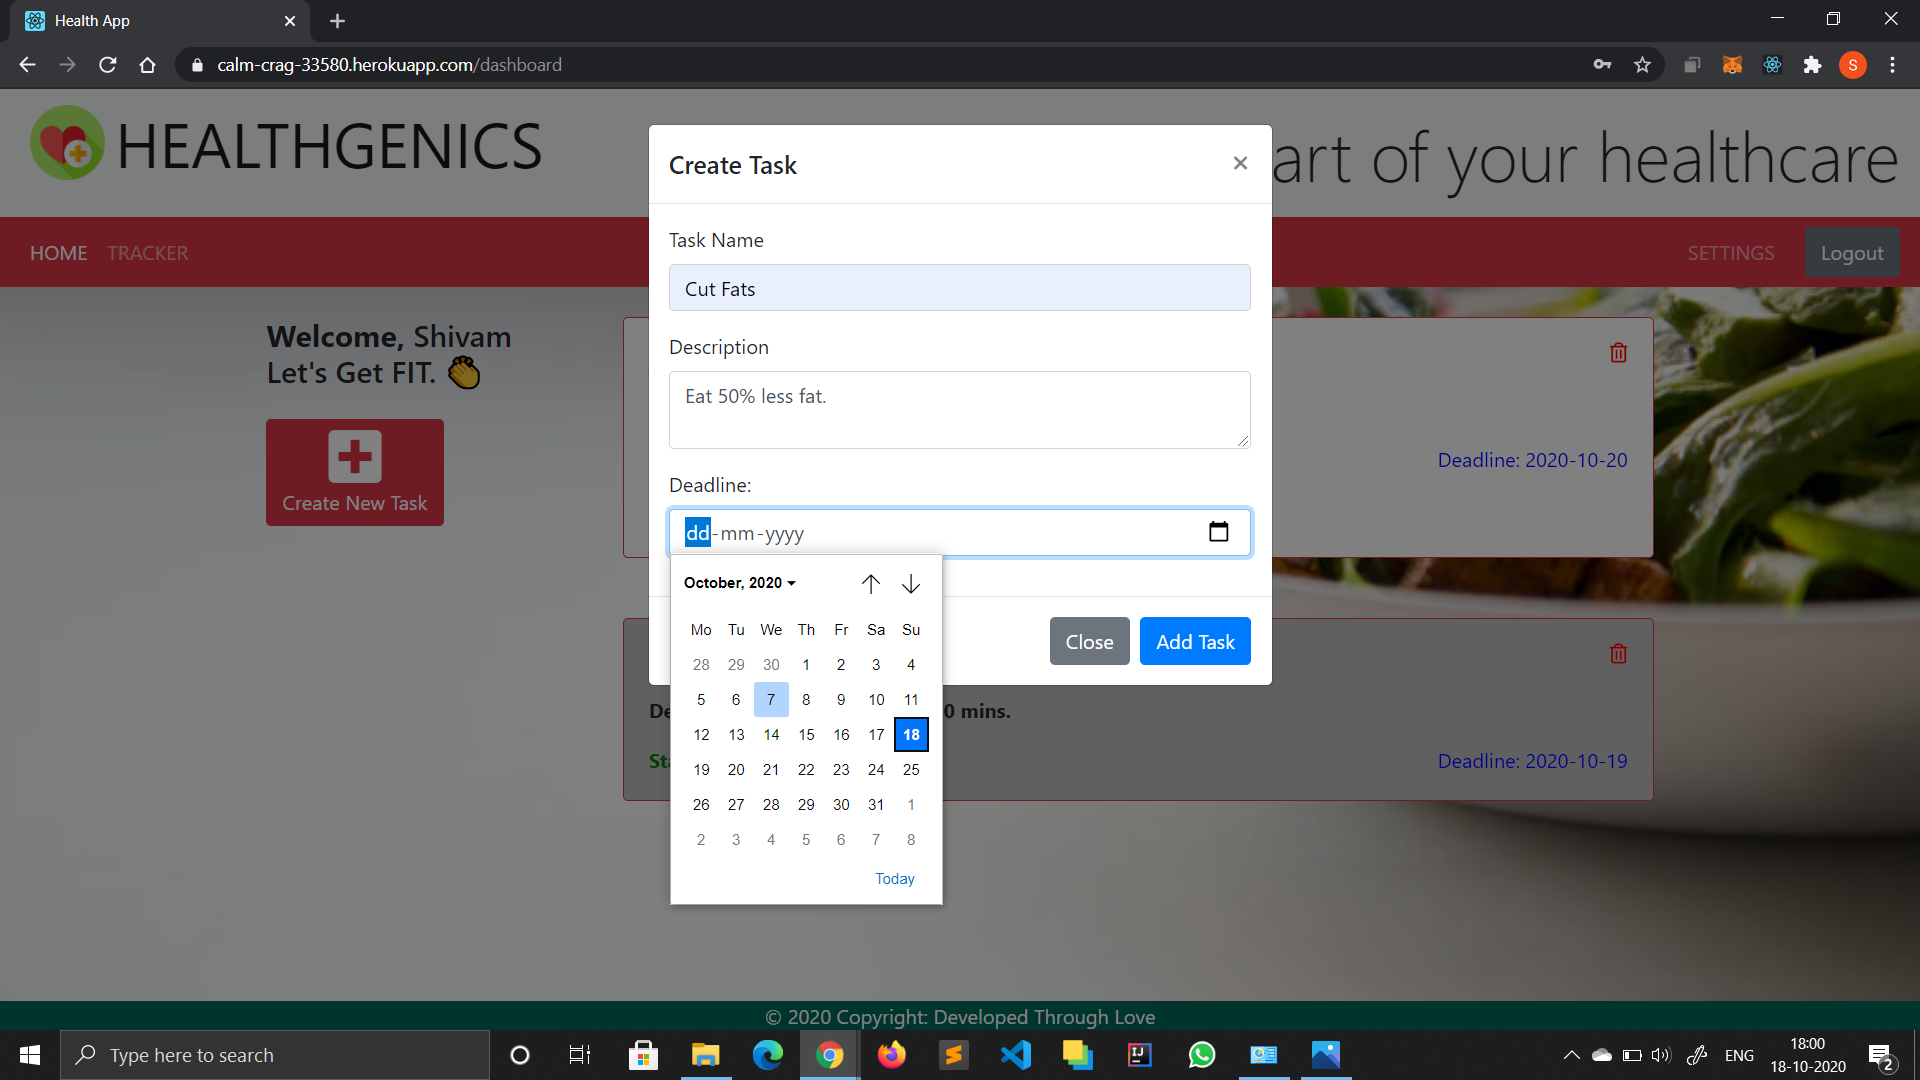 Health App
calm-crag-33580.herokuapp.com/dashboard
S
HEALTHGENICS
art of your healthcare
HOME
TRACKER
SETTINGS
Logout
Welcome, Shivam
Let's Get FIT.
Create New Task
Create Task
×
Task Name
Cut Fats
Description
Eat 50% less fat.
Deadline:
dd-mm-yyyy
October, 2020
Mo Tu We Th Fr Sa Su
28 29 30 1 2 3 4
5 6 7 8 9 10 11
12 13 14 15 16 17 18
19 20 21 22 23 24 25
26 27 28 29 30 31 1
2 3 4 5 6 7 8
Today
Close
Add Task
Deadline: 2020-10-20
0 mins.
Deadline: 2020-10-19
© 2020 Copyright: Developed Through Love
Type here to search
IJ
ENG
18:00
18-10-2020
2